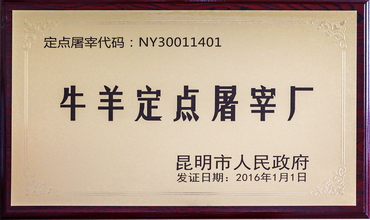 定点屠宰代码：NY30011401
牛羊定点屠宰厂
昆明市人民政府
发证日期：2016年1月1日